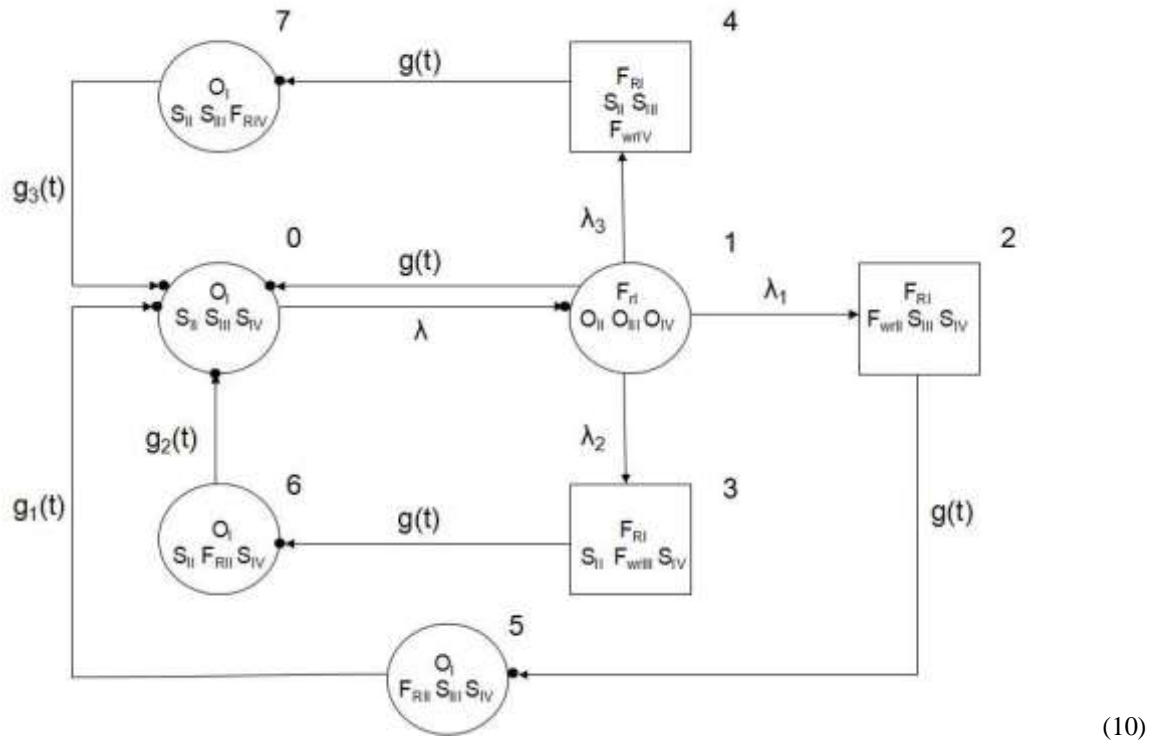 7
4
O_I
S_II S_III F_RIV
g(t)
F_RI
S_II S_III
F_wrIV
g_3(t)
λ_3
0
1
2
O_I
S_II S_III S_IV
g(t)
λ
F_rI
O_II O_III O_IV
λ_1
F_RI
F_wrII S_III S_IV
g_2(t)
λ_2
g_1(t)
6
3
O_I
S_II F_RII S_IV
g(t)
F_RI
S_II F_wrIII S_IV
g(t)
5
O_I
F_RII S_III S_IV
(10)